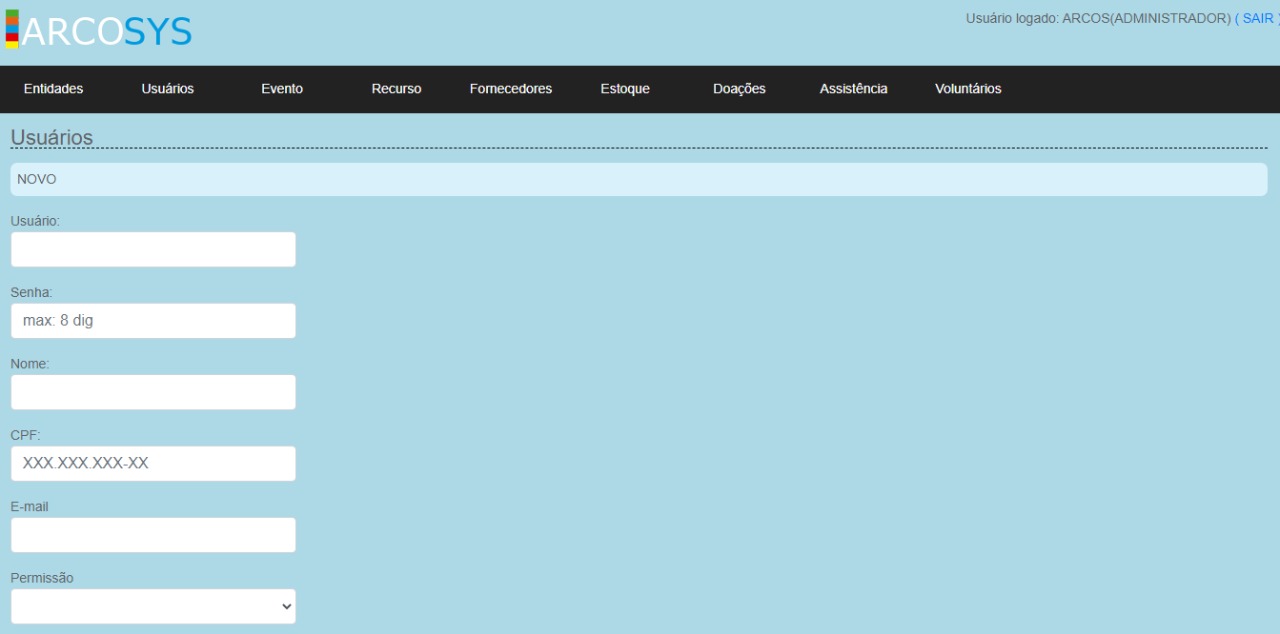 ARCOSYS
Usuário logado: ARCOS(ADMINISTRADOR) ( SAIR )
Entidades Usuários Evento Recurso Fornecedores Estoque Doações Assistência Voluntários
Usuários
NOVO
Usuário:
Senha:
max: 8 dig
Nome:
CPF:
XXX.XXX.XXX-XX
E-mail
Permissão